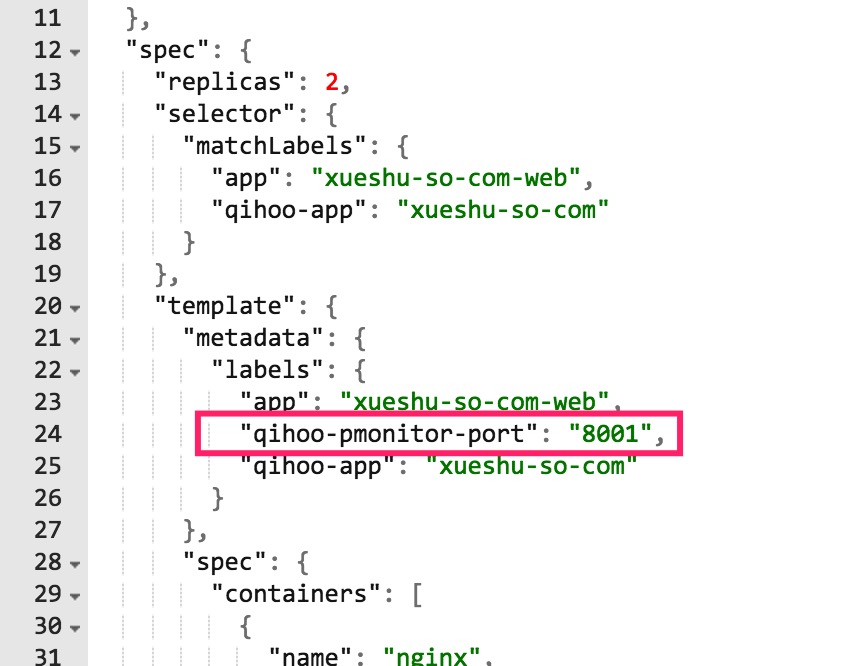 11 },
12 "spec": {
13 "replicas": 2,
14 "selector": {
15 "matchLabels": {
16 "app": "xueshu-so-com-web",
17 "qihoo-app": "xueshu-so-com"
18 }
19 },
20 "template": {
21 "metadata": {
22 "labels": {
23 "app": "xueshu-so-com-web",
24 "qihoo-pmonitor-port": "8001",
25 "qihoo-app": "xueshu-so-com"
26 }
27 },
28 "spec": {
29 "containers": [
30 {
31 "name": "nginx",